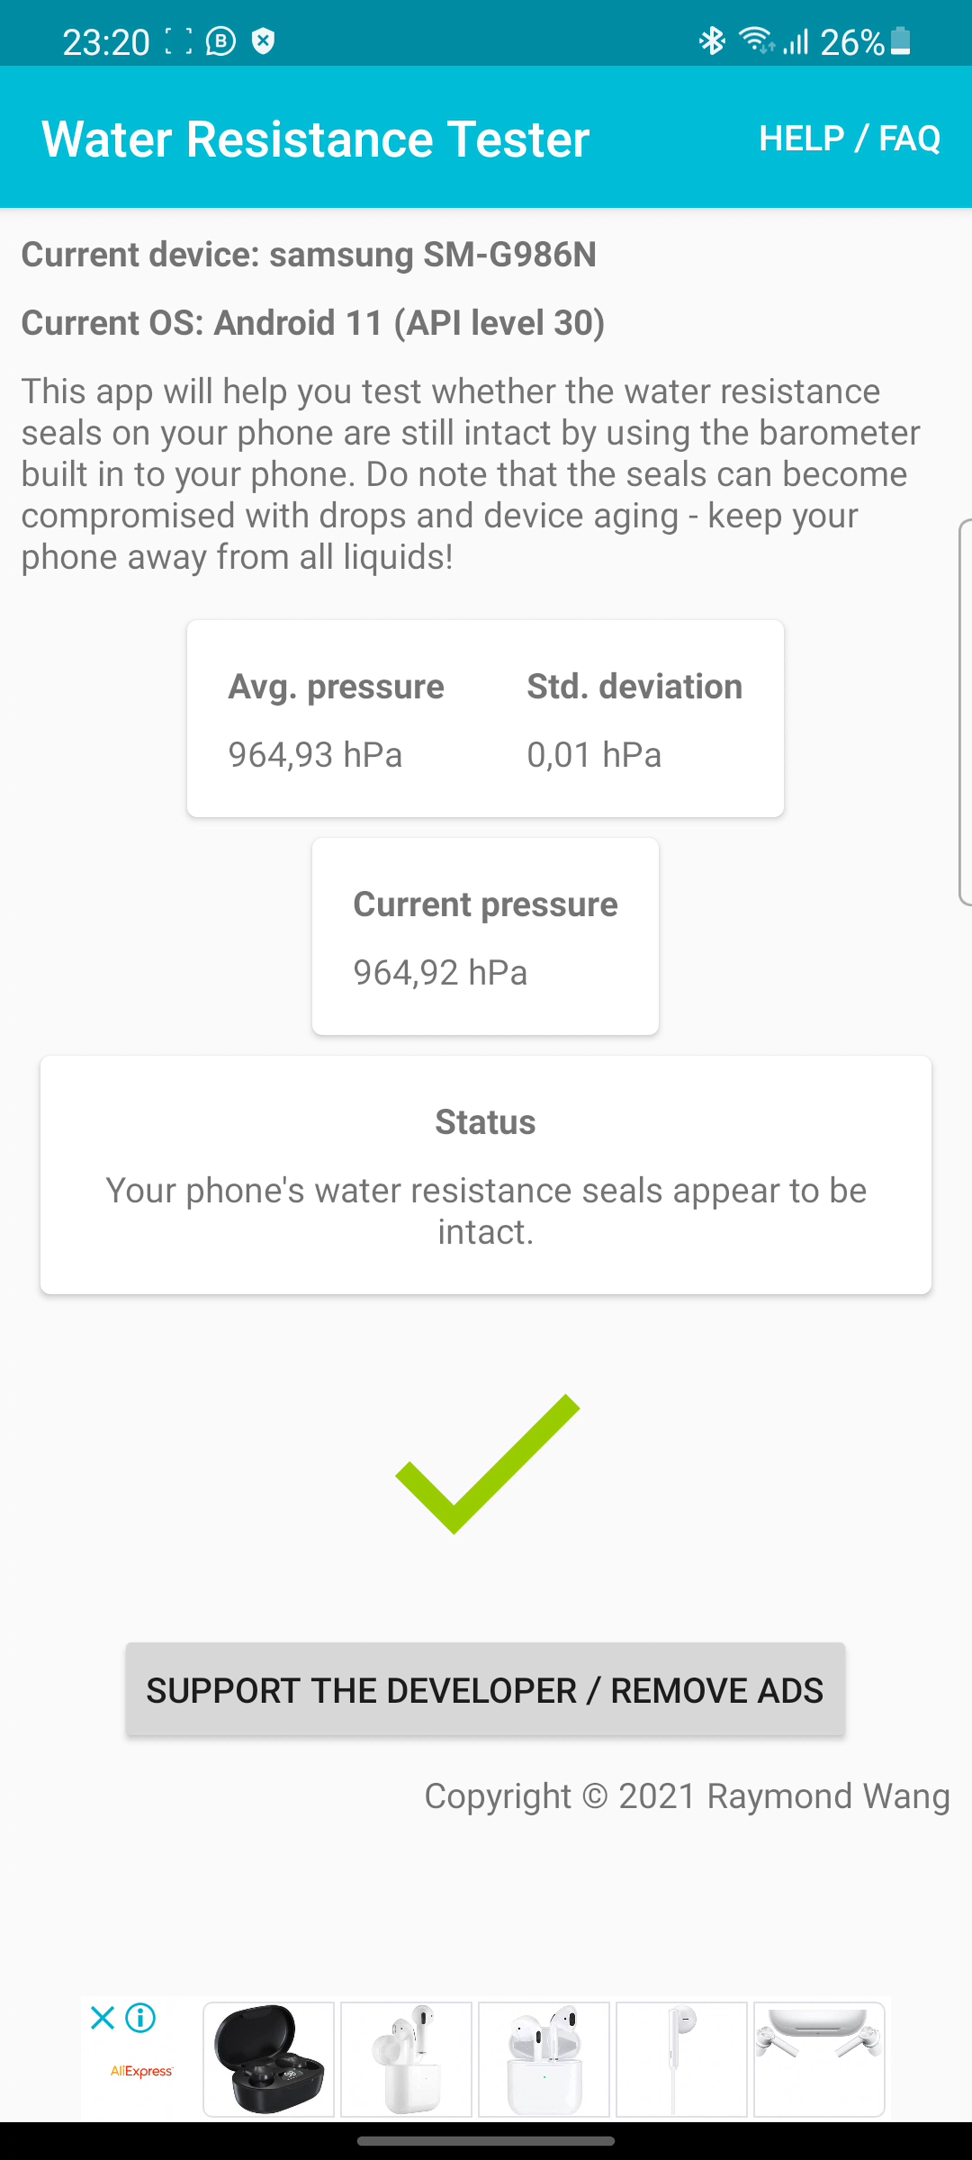 23:20
26%
Water Resistance Tester
HELP / FAQ
Current device: samsung SM-G986N
Current OS: Android 11 (API level 30)
This app will help you test whether the water resistance
seals on your phone are still intact by using the barometer
built in to your phone. Do note that the seals can become
compromised with drops and device aging - keep your
phone away from all liquids!
Avg. pressure
Std. deviation
964,93 hPa
0,01 hPa
Current pressure
964,92 hPa
Status
Your phone's water resistance seals appear to be
intact.
SUPPORT THE DEVELOPER / REMOVE ADS
Copyright © 2021 Raymond Wang
AliExpress